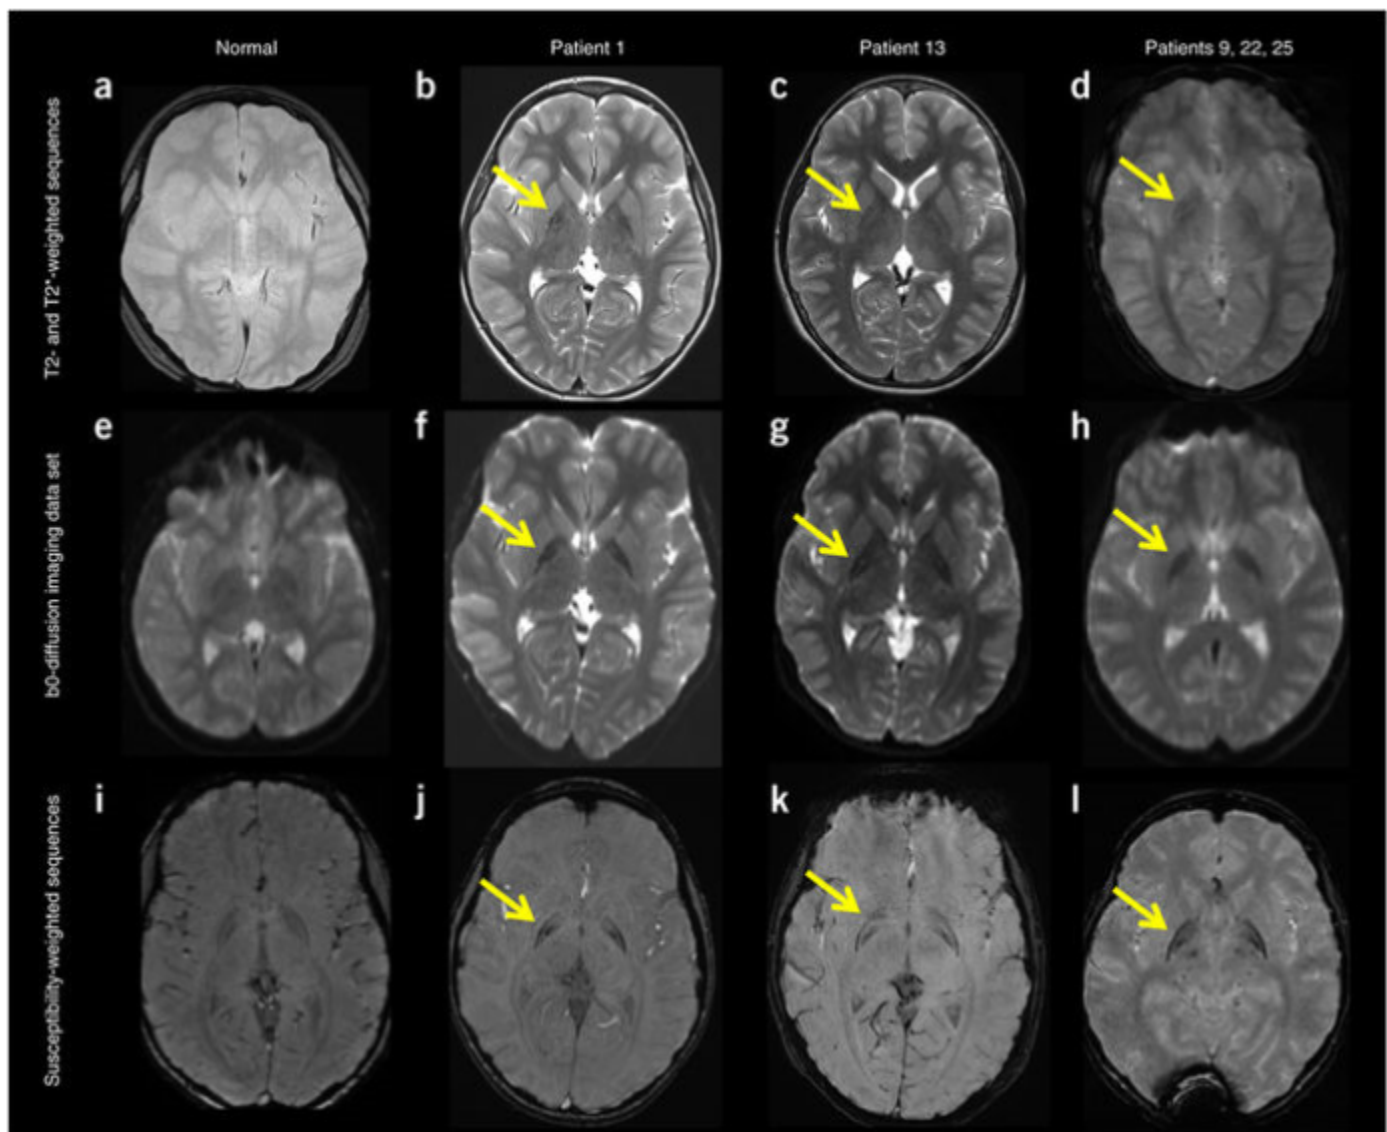 Normal
Patient 1
Patient 13
Patients 9, 22, 25
T2- and T2*-weighted sequences
a
b
c
d
b0-diffusion imaging data set
e
f
g
h
Susceptibility-weighted sequences
i
j
k
l